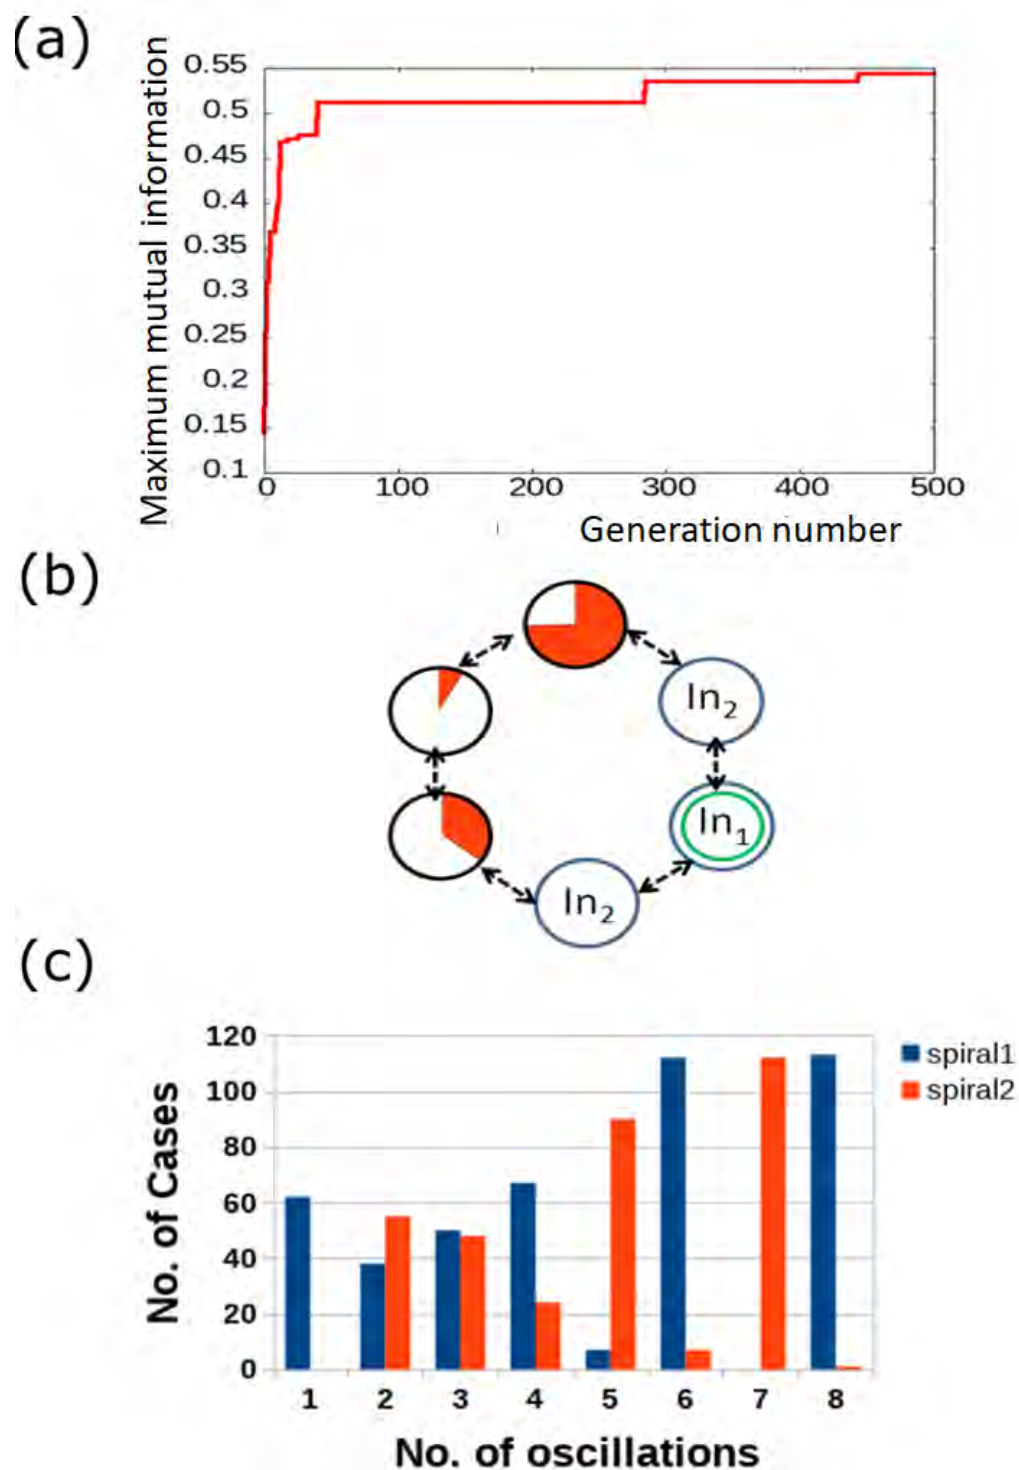 (a)
Maximum mutual information
0.55
0.5
0.45
0.4
0.35
0.3
0.25
0.2
0.15
0.1
0 100 200 300 400 500
Generation number
(b)
In2
In1
In2
(c)
No. of Cases
120
100
80
60
40
20
0
spiral1
spiral2
1 2 3 4 5 6 7 8
No. of oscillations